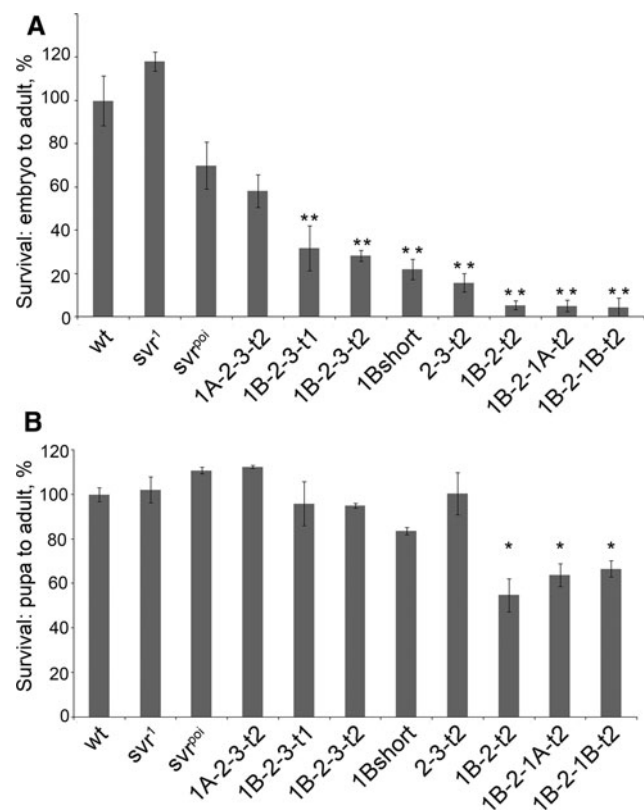 A
Survival: embryo to adult, %
120
100
80
60
40
20
0
**
**
**
**
**
**
**
wt
svr¹
svrᵖᵒⁱ
1A-2-3-t2
1B-2-3-t1
1B-2-3-t2
1Bshort
2-3-t2
1B-2-t2
1B-2-1A-t2
1B-2-1B-t2
B
Survival: pupa to adult, %
120
100
80
60
40
20
0
*
*
*
wt
svr¹
svrᵖᵒⁱ
1A-2-3-t2
1B-2-3-t1
1B-2-3-t2
1Bshort
2-3-t2
1B-2-t2
1B-2-1A-t2
1B-2-1B-t2